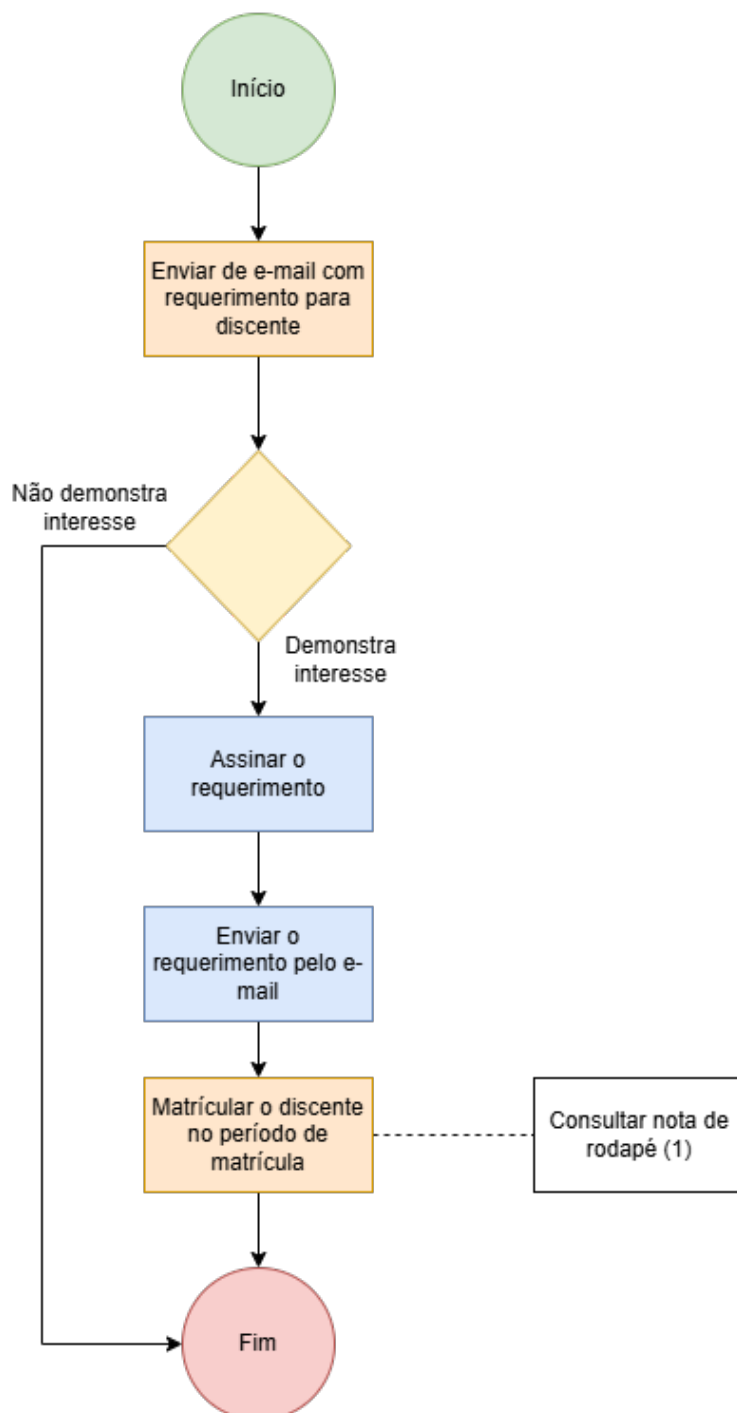 Início
Enviar de e-mail com
requerimento para
discente
Não demonstra
interesse
Demonstra
interesse
Assinar o
requerimento
Enviar o
requerimento pelo e-
mail
Matrícular o discente
no período de
matrícula
Consultar nota de
rodapé (1)
Fim